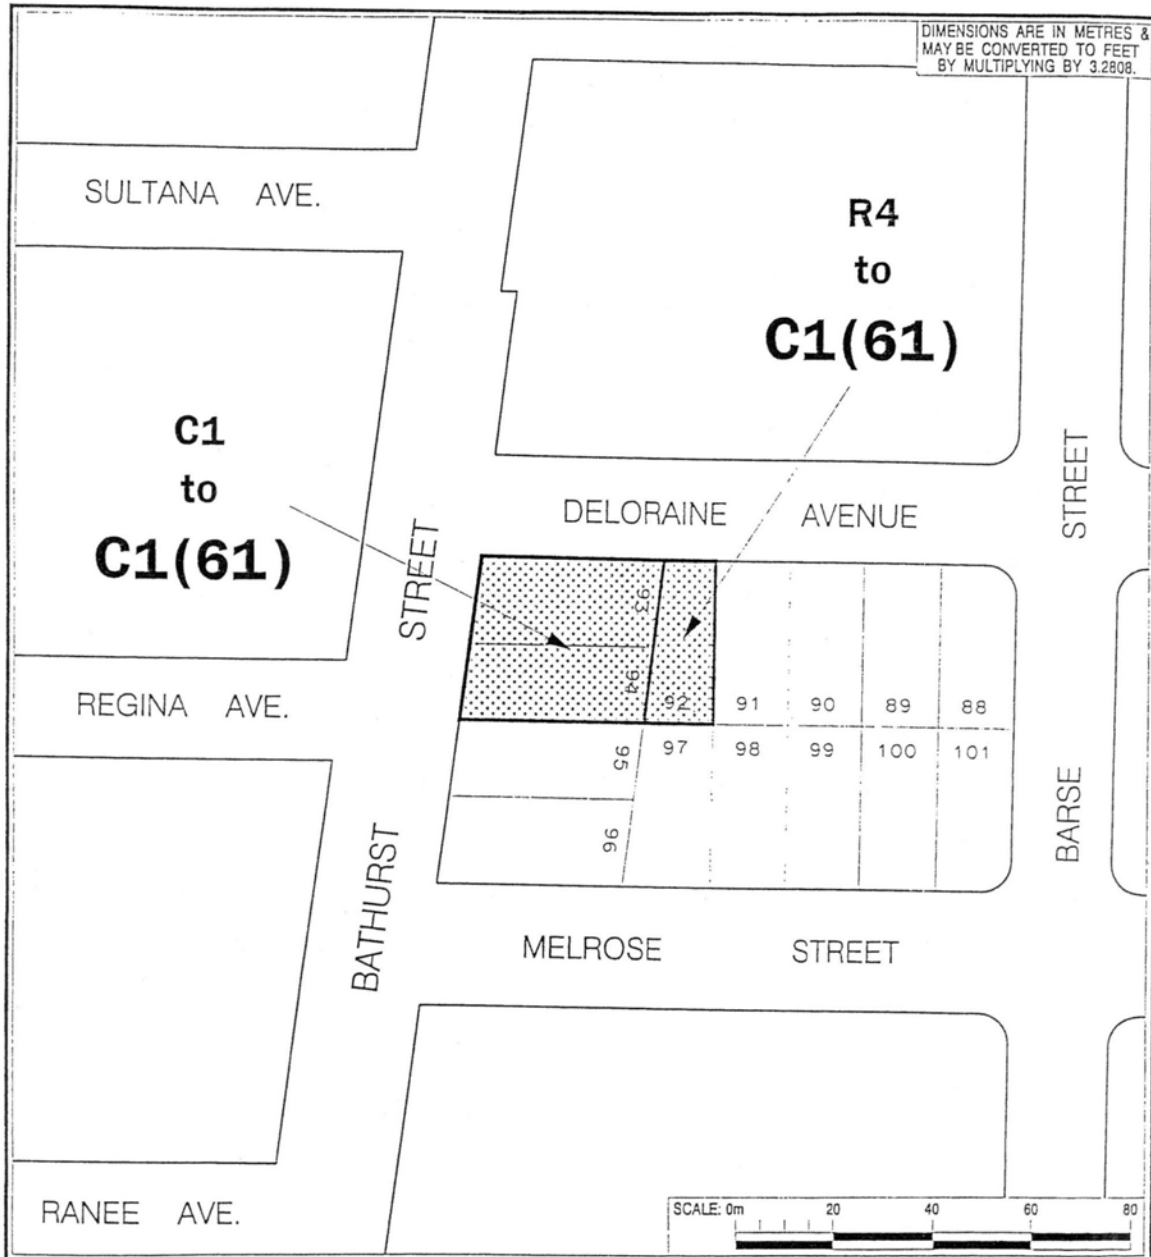 DIMENSIONS ARE IN METRES &
MAY BE CONVERTED TO FEET
BY MULTIPLYING BY 3.2808.
SULTANA AVE.
R4
to
C1(61)
C1
to
C1(61)
DELORAINE AVENUE
STREET
STREET
93
94
REGINA AVE.
92 91 90 89 88
97 98 99 100 101
95
96
BARSE
BATHURST
MELROSE STREET
RANEE AVE.
SCALE: 0m 20 40 60 80